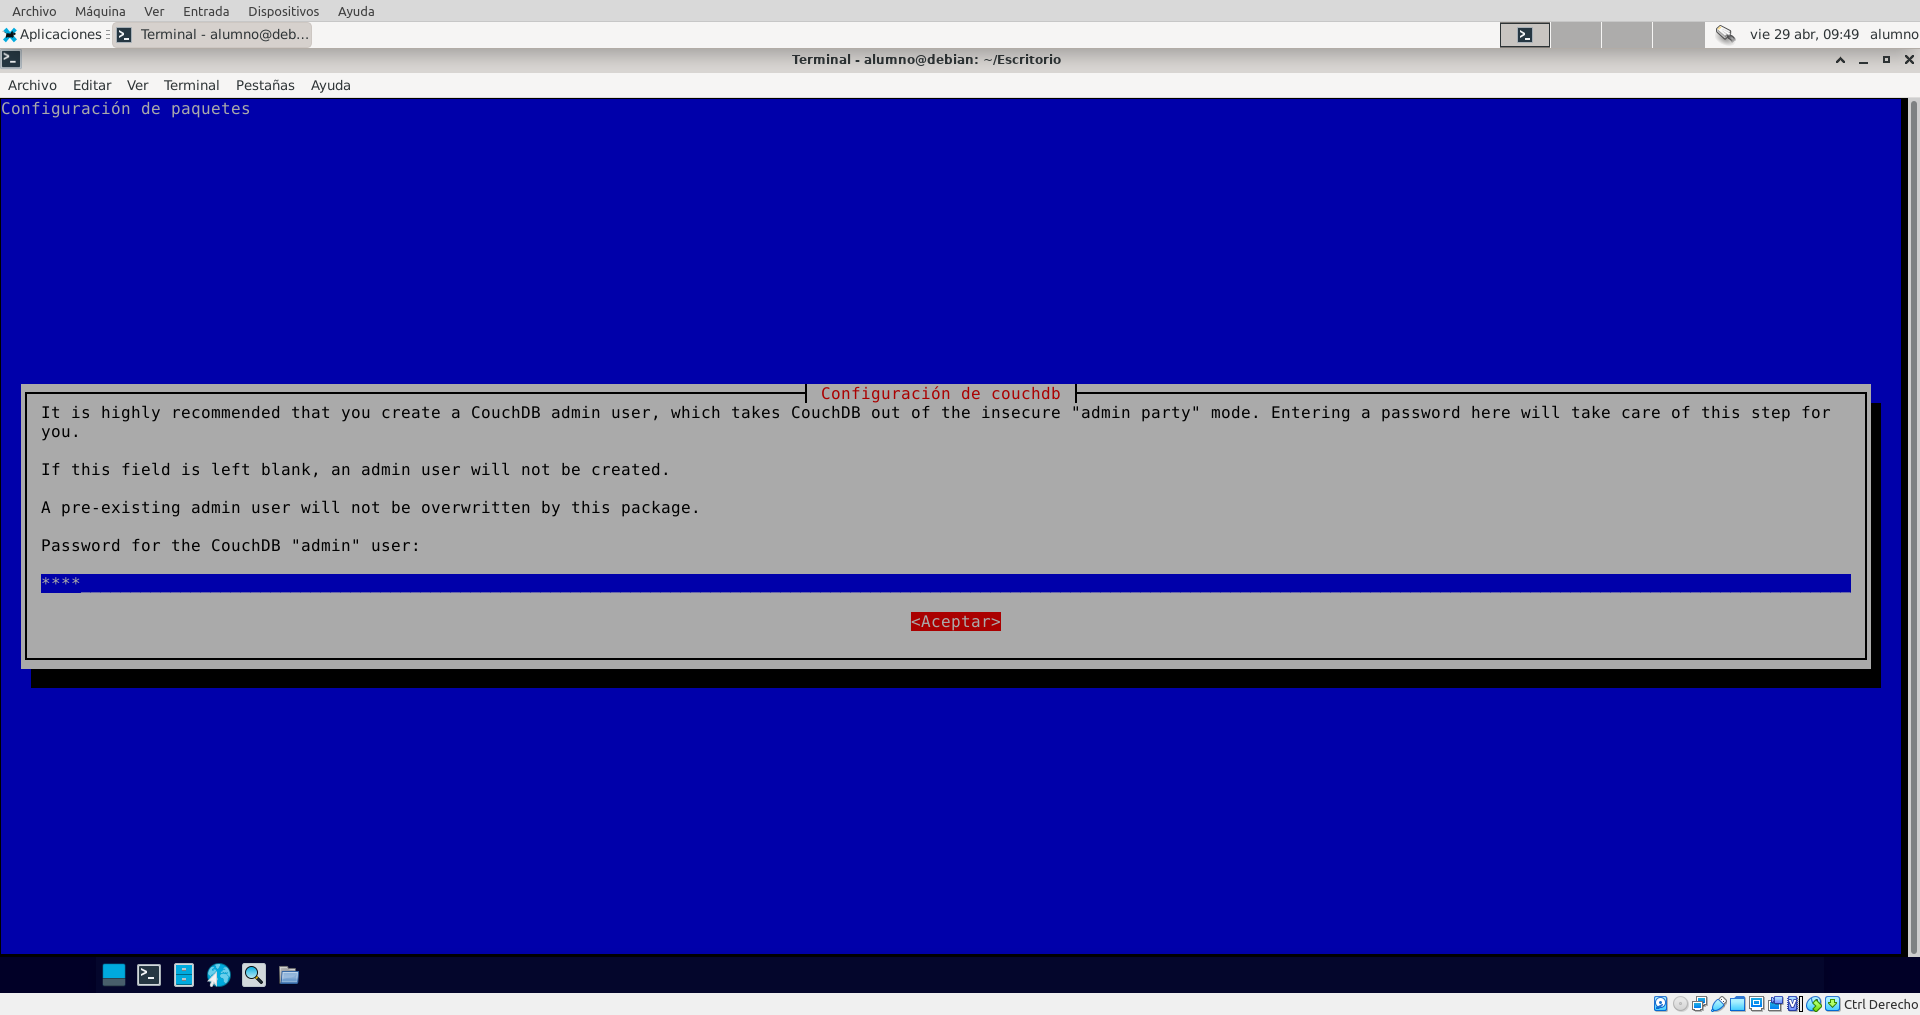 Archivo Máquina Ver Entrada Dispositivos Ayuda
Aplicaciones Terminal - alumno@deb... vie 29 abr, 09:49 alumno
Terminal - alumno@debian: ~/Escritorio
Archivo Editar Ver Terminal Pestañas Ayuda
Configuración de paquetes
Configuración de couchdb
It is highly recommended that you create a CouchDB admin user, which takes CouchDB out of the insecure "admin party" mode. Entering a password here will take care of this step for
you.
If this field is left blank, an admin user will not be created.
A pre-existing admin user will not be overwritten by this package.
Password for the CouchDB "admin" user:
****
<Aceptar>
Ctrl Derecho